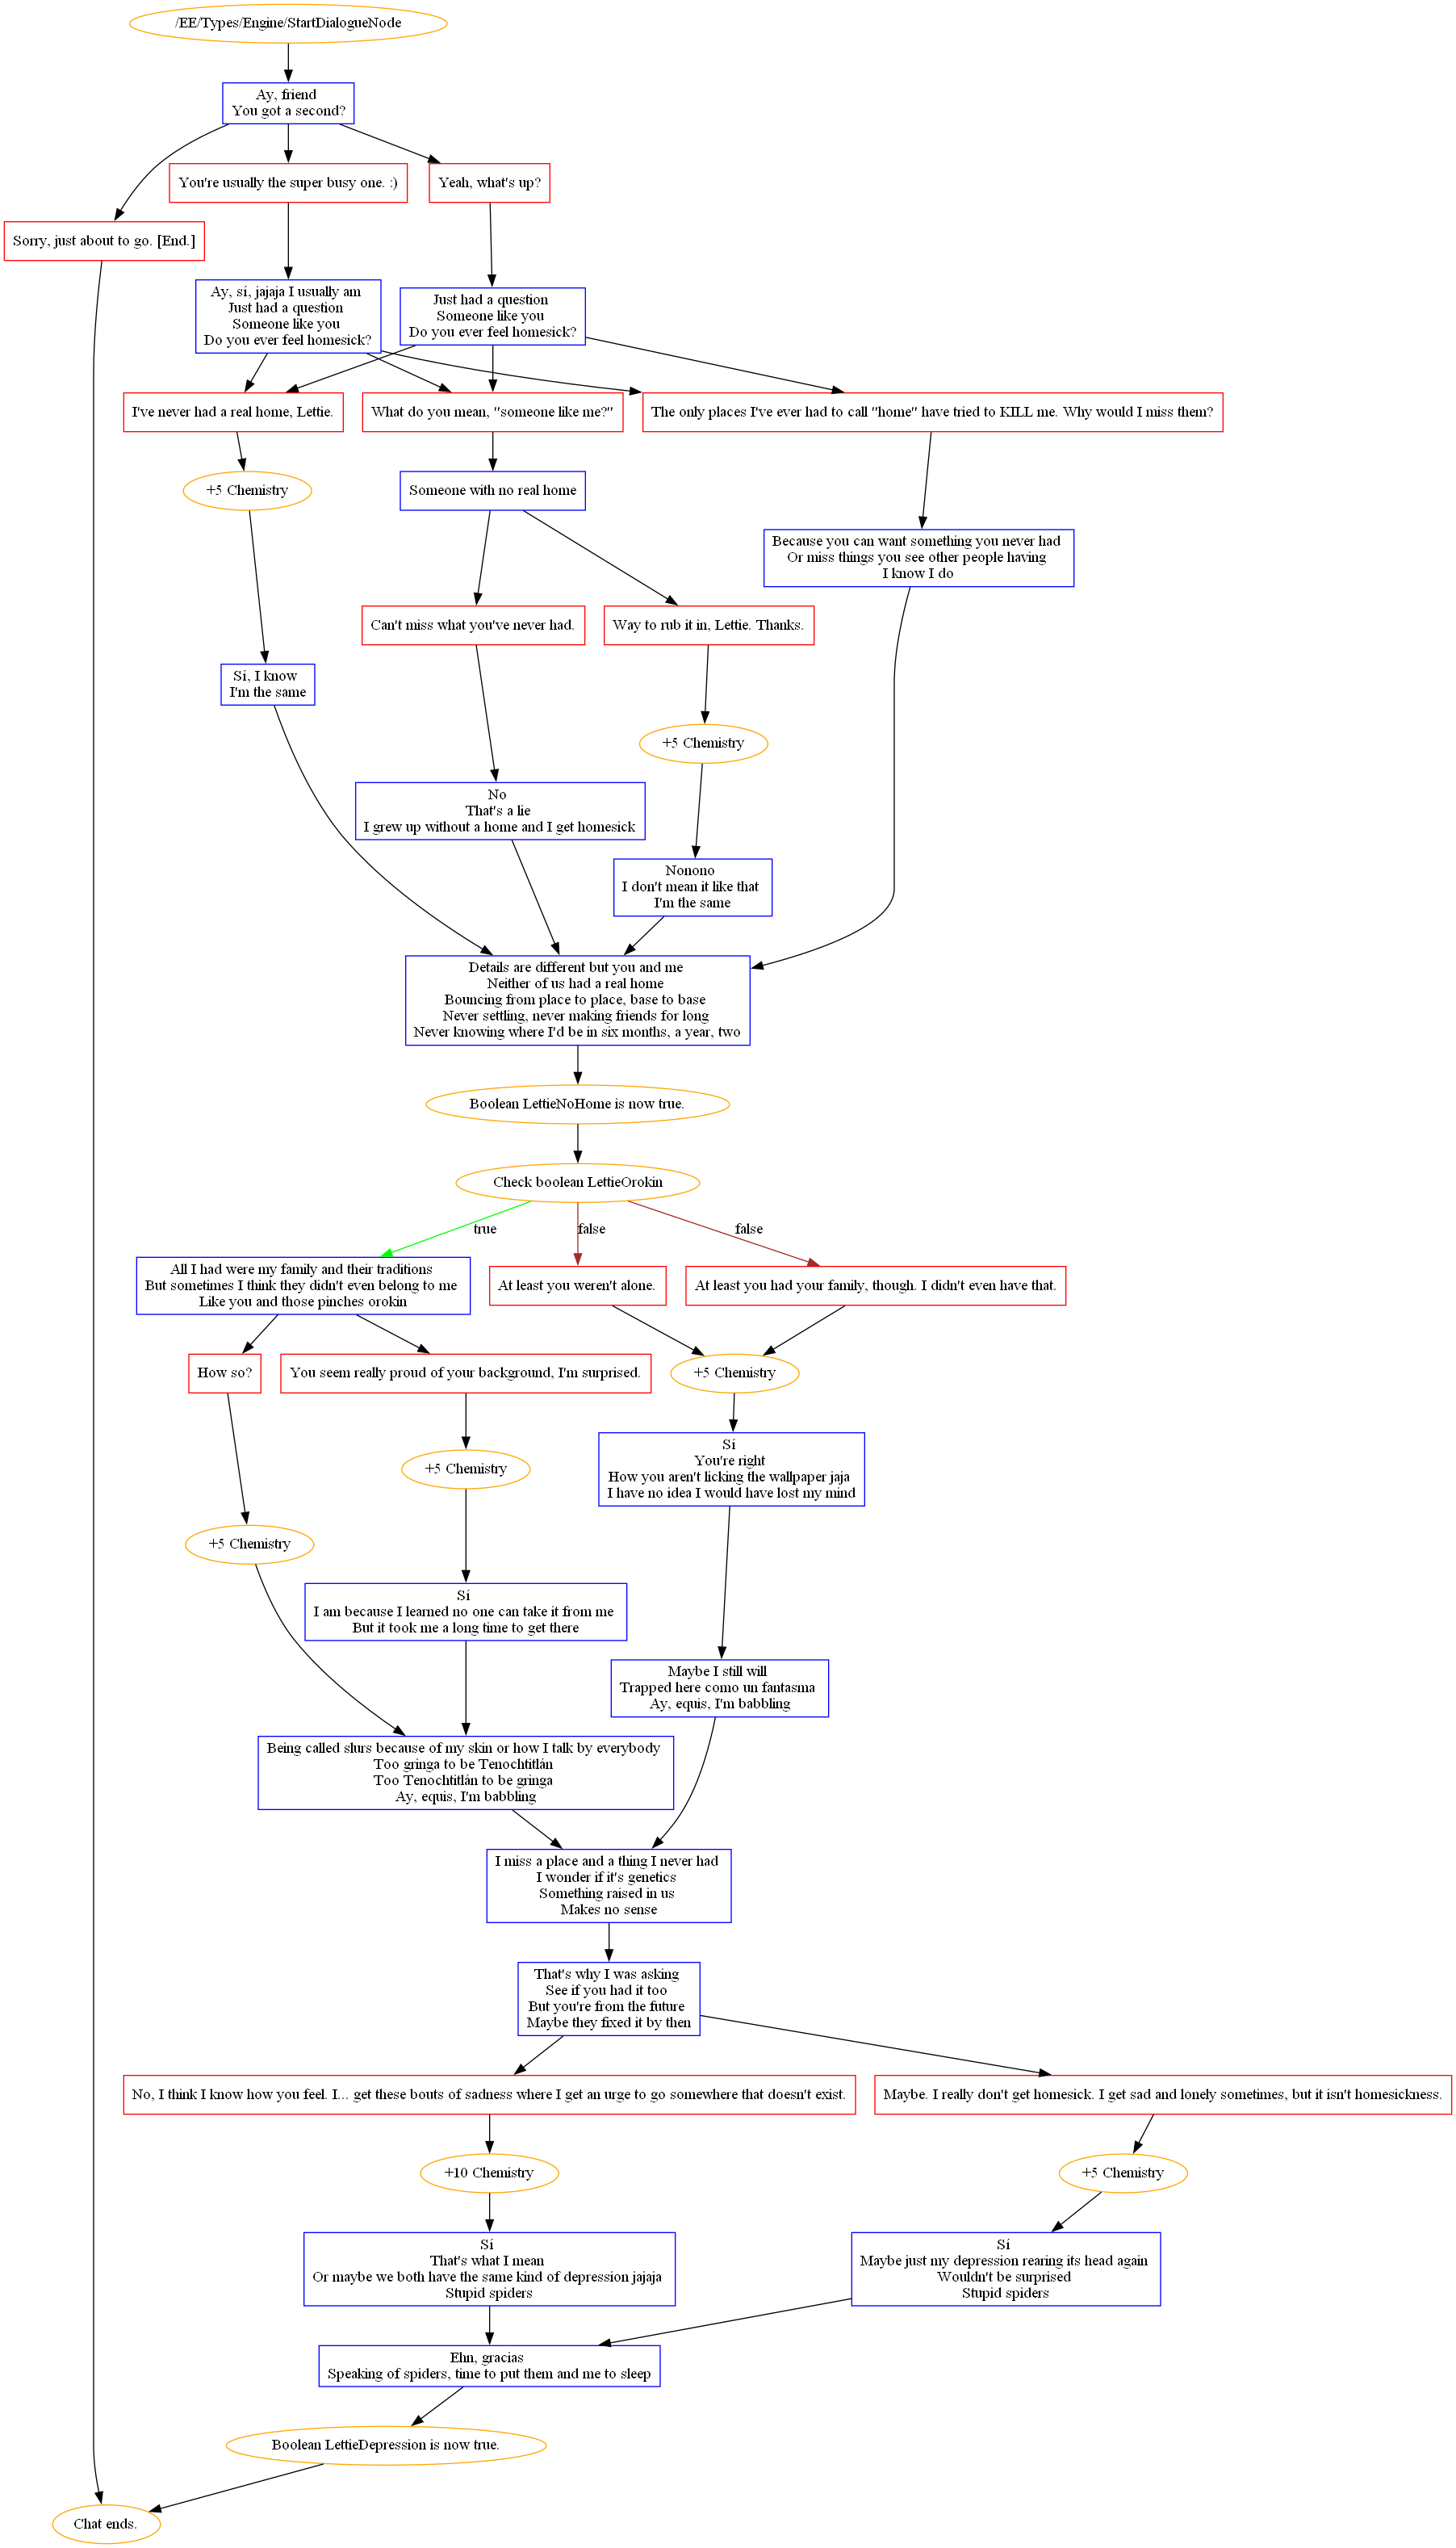 /EE/Types/Engine/StartDialogueNode
Ay, friend
You got a second?
You're usually the super busy one. :)
Yeah, what's up?
Sorry, just about to go. [End.]
Ay, sí, jajaja I usually am
Just had a question
Someone like you
Do you ever feel homesick?
Just had a question
Someone like you
Do you ever feel homesick?
I've never had a real home, Lettie.
What do you mean, "someone like me?"
The only places I've ever had to call "home" have tried to KILL me. Why would I miss them?
+5 Chemistry
Someone with no real home
Because you can want something you never had
Or miss things you see other people having
I know I do
Can't miss what you've never had.
Way to rub it in, Lettie. Thanks.
Sí, I know
I'm the same
+5 Chemistry
No
That's a lie
I grew up without a home and I get homesick
Nonono
I don't mean it like that
I'm the same
Details are different but you and me
Neither of us had a real home
Bouncing from place to place, base to base
Never settling, never making friends for long
Never knowing where I'd be in six months, a year, two
Boolean LettieNoHome is now true.
Check boolean LettieOrokin
true
false
false
All I had were my family and their traditions
But sometimes I think they didn't even belong to me
Like you and those pinches orokin
At least you weren't alone.
At least you had your family, though. I didn't even have that.
How so?
You seem really proud of your background, I'm surprised.
+5 Chemistry
+5 Chemistry
Sí
You're right
How you aren't licking the wallpaper jaja
I have no idea I would have lost my mind
+5 Chemistry
Sí
I am because I learned no one can take it from me
But it took me a long time to get there
Maybe I still will
Trapped here como un fantasma
Ay, equis, I'm babbling
Being called slurs because of my skin or how I talk by everybody
Too gringa to be Tenochtitlán
Too Tenochtitlán to be gringa
Ay, equis, I'm babbling
I miss a place and a thing I never had
I wonder if it's genetics
Something raised in us
Makes no sense
That's why I was asking
See if you had it too
But you're from the future
Maybe they fixed it by then
No, I think I know how you feel. I... get these bouts of sadness where I get an urge to go somewhere that doesn't exist.
Maybe. I really don't get homesick. I get sad and lonely sometimes, but it isn't homesickness.
+10 Chemistry
+5 Chemistry
Sí
That's what I mean
Or maybe we both have the same kind of depression jajaja
Stupid spiders
Sí
Maybe just my depression rearing its head again
Wouldn't be surprised
Stupid spiders
Ehn, gracias
Speaking of spiders, time to put them and me to sleep
Boolean LettieDepression is now true.
Chat ends.